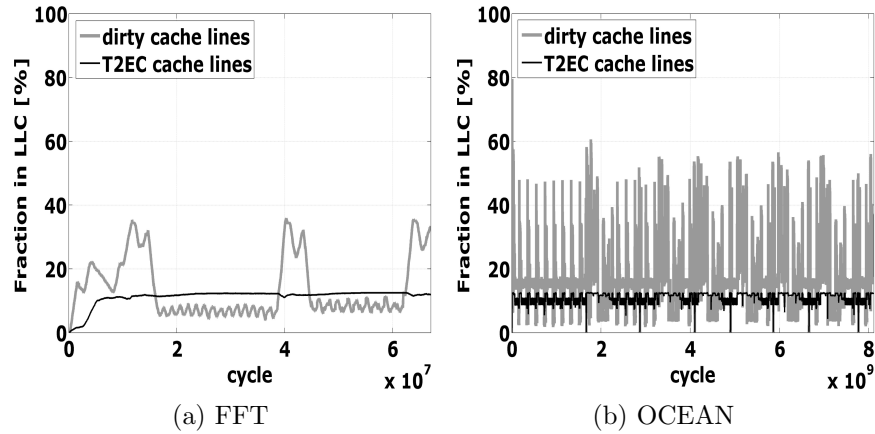 100
80
60
40
20
0
Fraction in LLC [%]
dirty cache lines
T2EC cache lines
0
2
4
6
cycle
x 10^7
(a) FFT
100
80
60
40
20
0
Fraction in LLC [%]
dirty cache lines
T2EC cache lines
0
2
4
6
8
cycle
x 10^9
(b) OCEAN